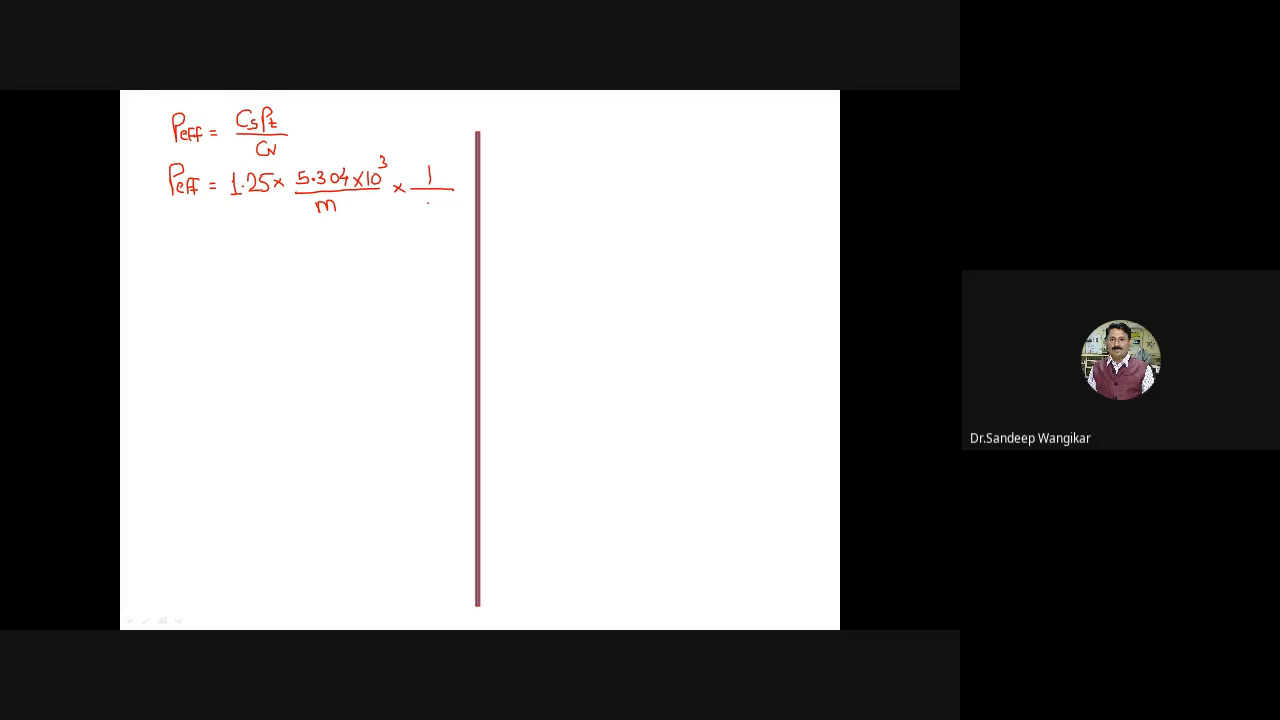 Peff = CsPt / Cv
Peff = 1.25 × 5.304×10³ / m × 1 /
Dr.Sandeep Wangikar